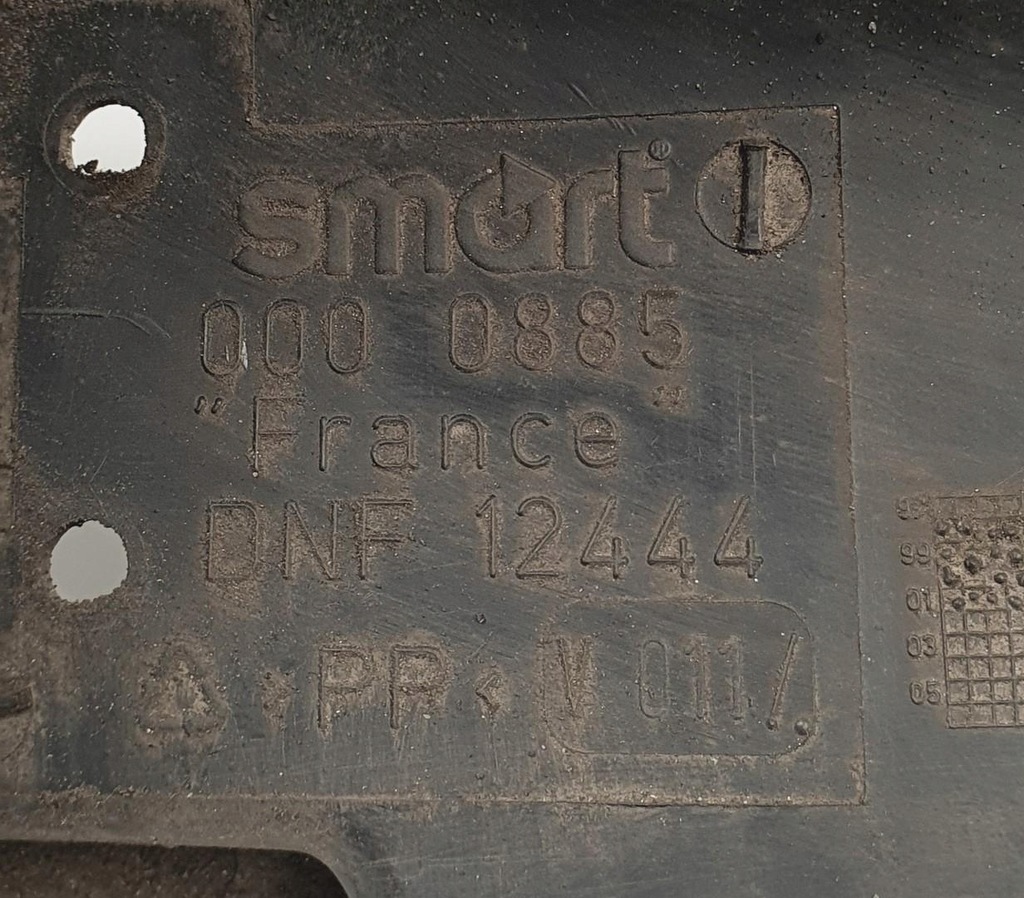 smart®
000 0885
"France"
DNF 12444
>PP< V 011/.
99
01
03
05